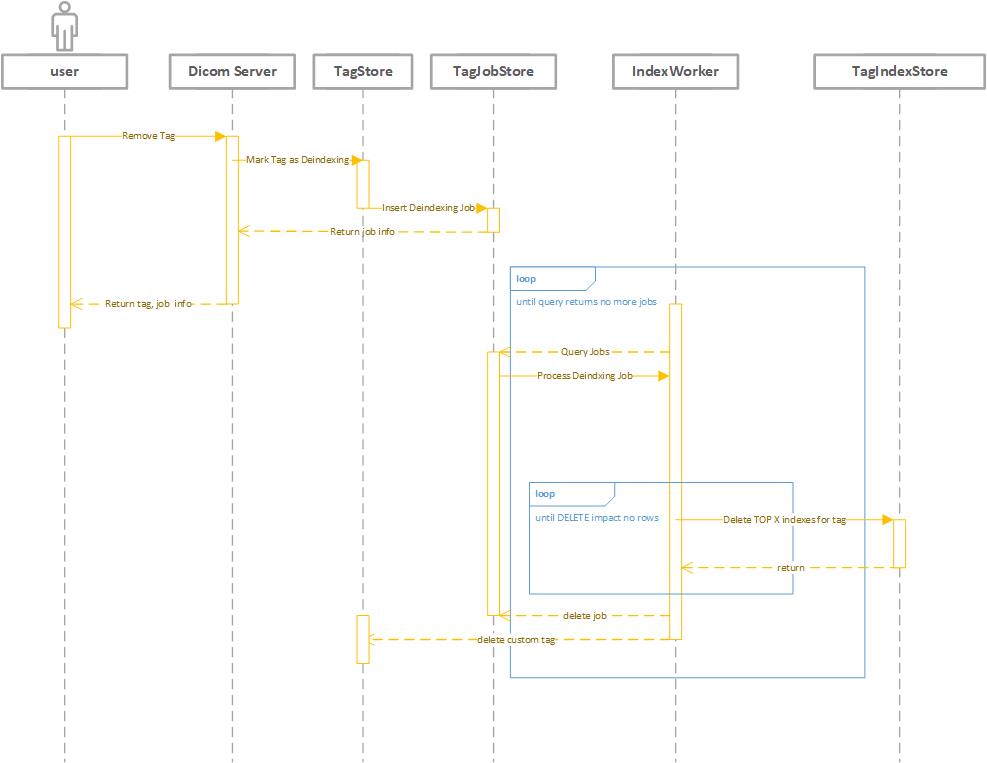 user
Dicom Server
TagStore
TagJobStore
IndexWorker
TagIndexStore
Remove Tag
Mark Tag as Deindexing
Insert Deindexing Job
Return job info
loop
until query returns no more jobs
Return tag, job info
Query Jobs
Process Deindxing Job
loop
until DELETE impact no rows
Delete TOP X indexes for tag
return
delete job
delete custom tag